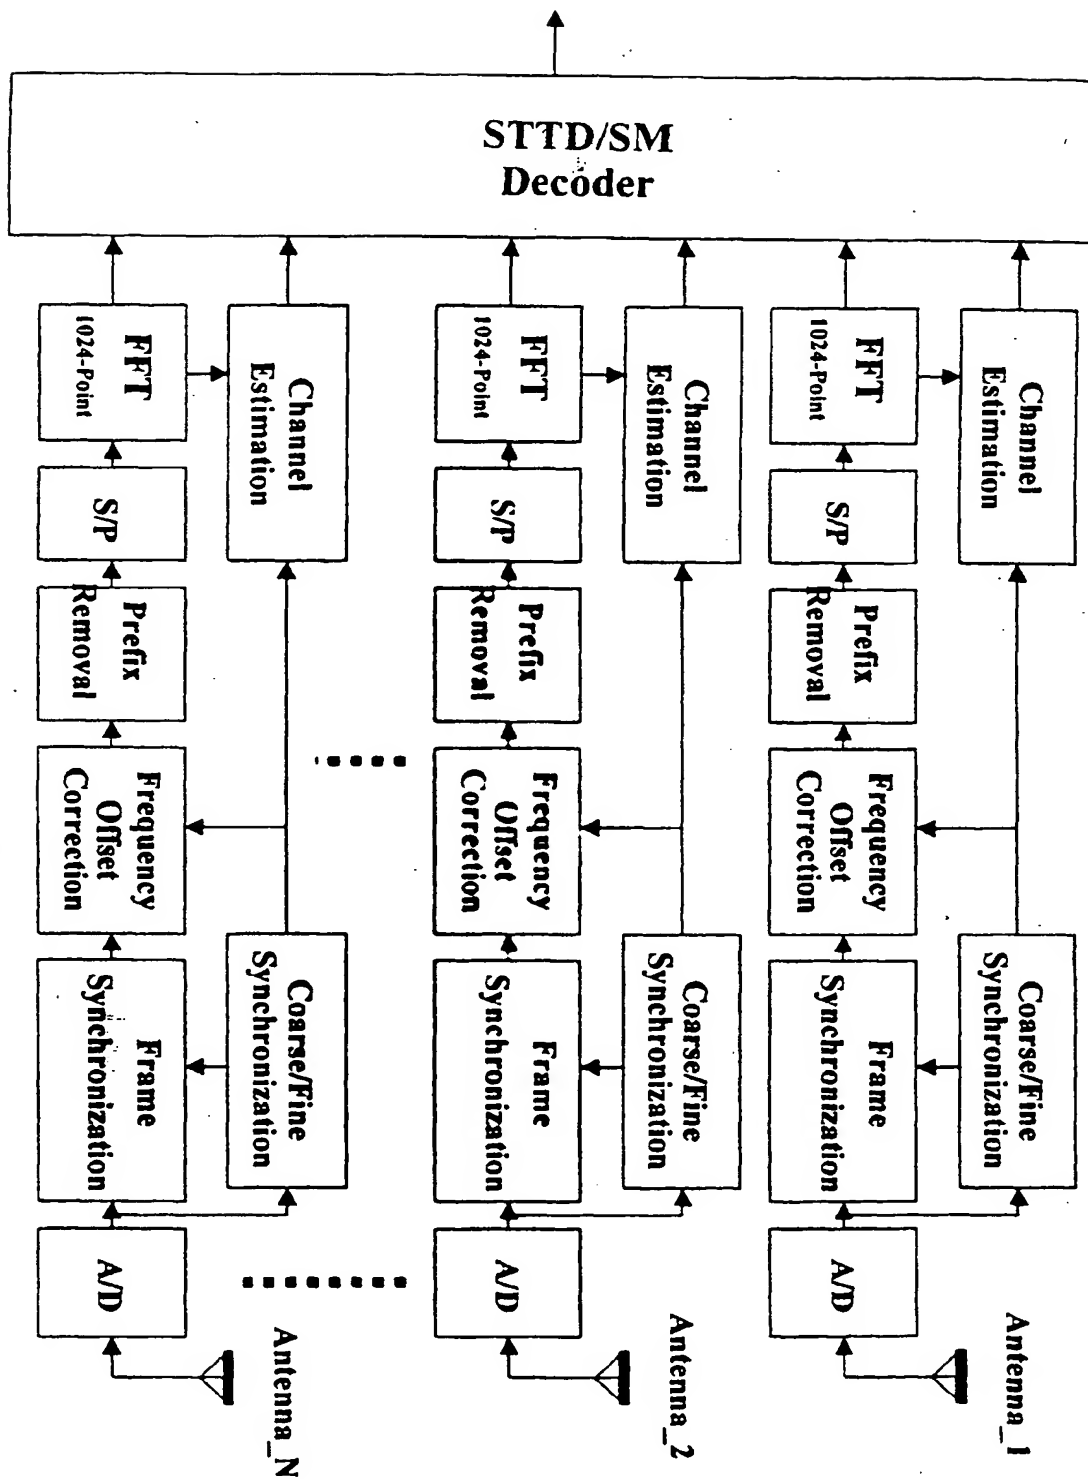 STTD/SM
Decoder
Channel
Estimation
FFT
1024-Point
S/P
Prefix
Removal
Frequency
Offset
Correction
Coarse/Fine
Synchronization
Frame
Synchronization
A/D
Antenna_1
Channel
Estimation
FFT
1024-Point
S/P
Prefix
Removal
Frequency
Offset
Correction
Coarse/Fine
Synchronization
Frame
Synchronization
A/D
Antenna_2
Channel
Estimation
FFT
1024-Point
S/P
Prefix
Removal
Frequency
Offset
Correction
Coarse/Fine
Synchronization
Frame
Synchronization
A/D
Antenna_N